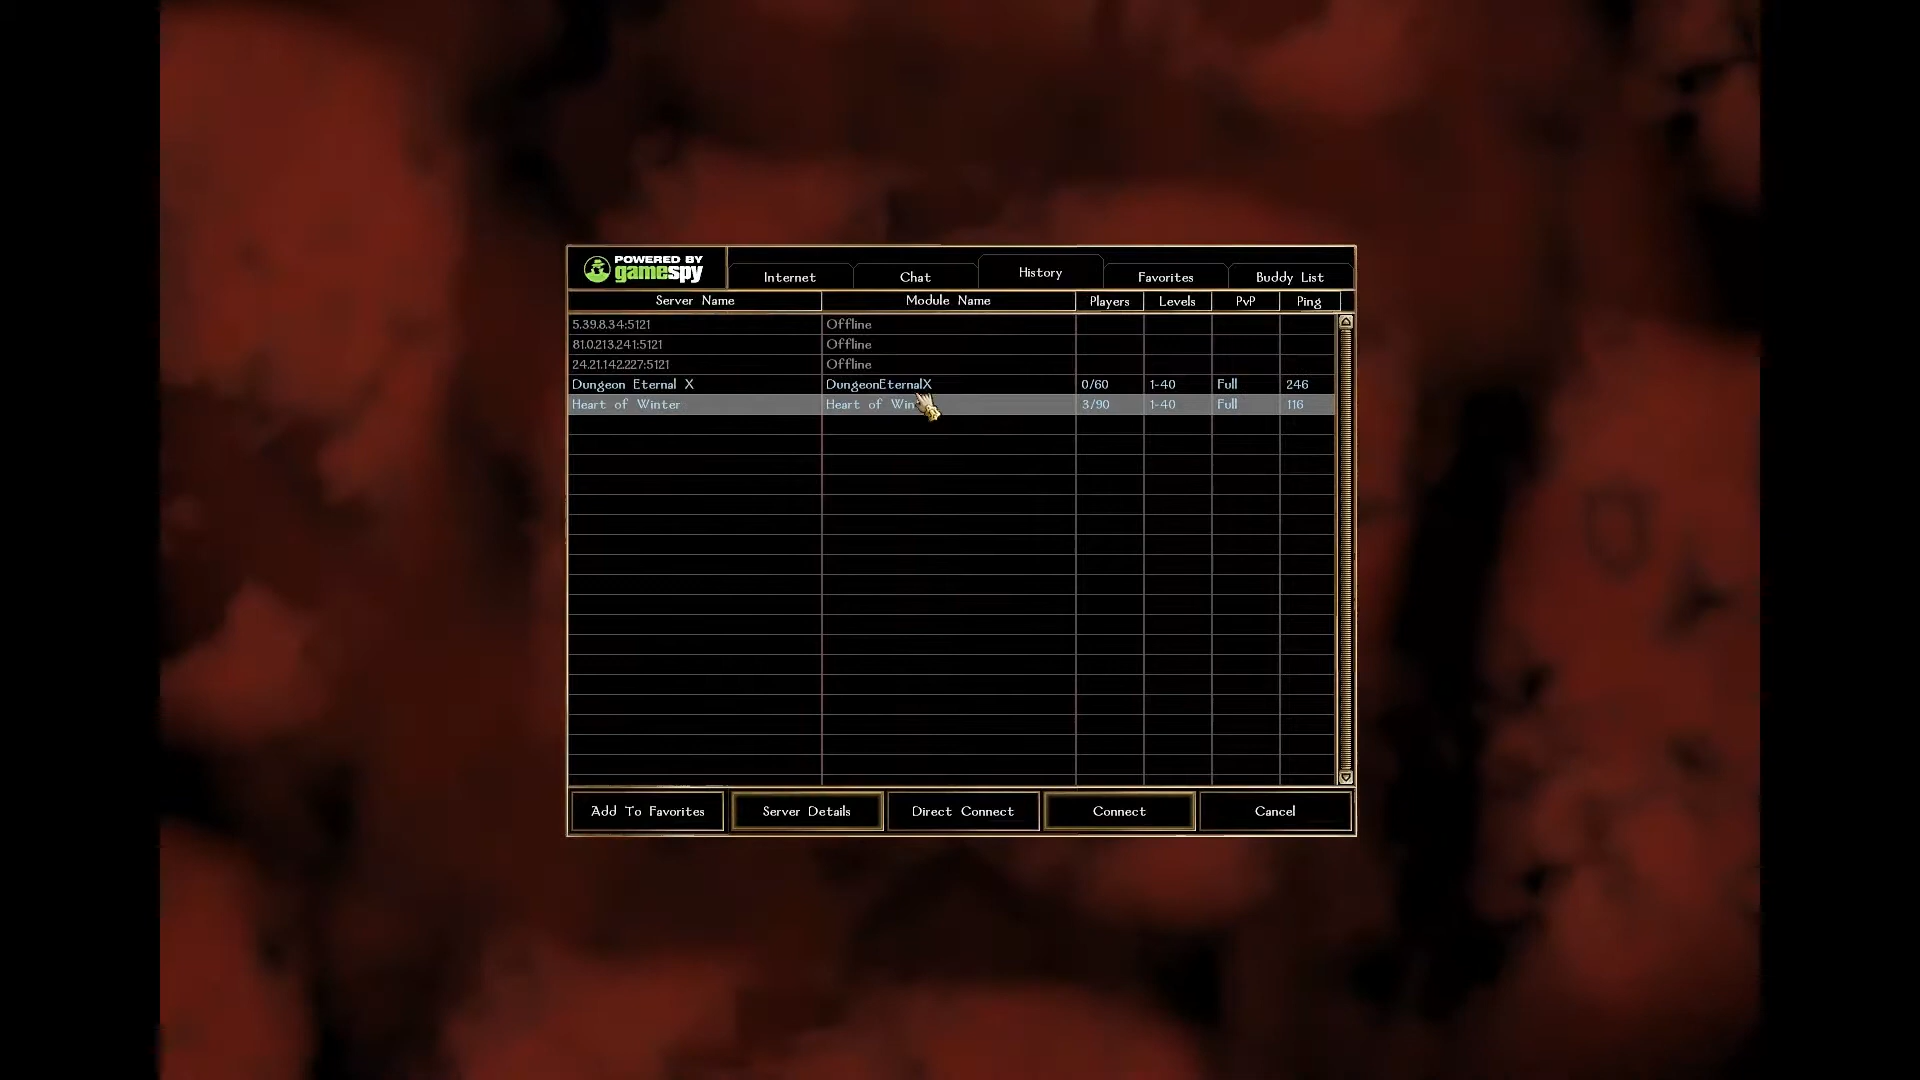 POWERED BY
gamespy
Internet Chat History Favorites Buddy List
Server Name Module Name Players Levels PvP Ping
5.39.8.34:5121 Offline
81.0.213.241:5121 Offline
24.21.142.227:5121 Offline
Dungeon Eternal X DungeonEternalX 0/60 1-40 Full 246
Heart of Winter Heart of Win 3/90 1-40 Full 116
Add To Favorites Server Details Direct Connect Connect Cancel